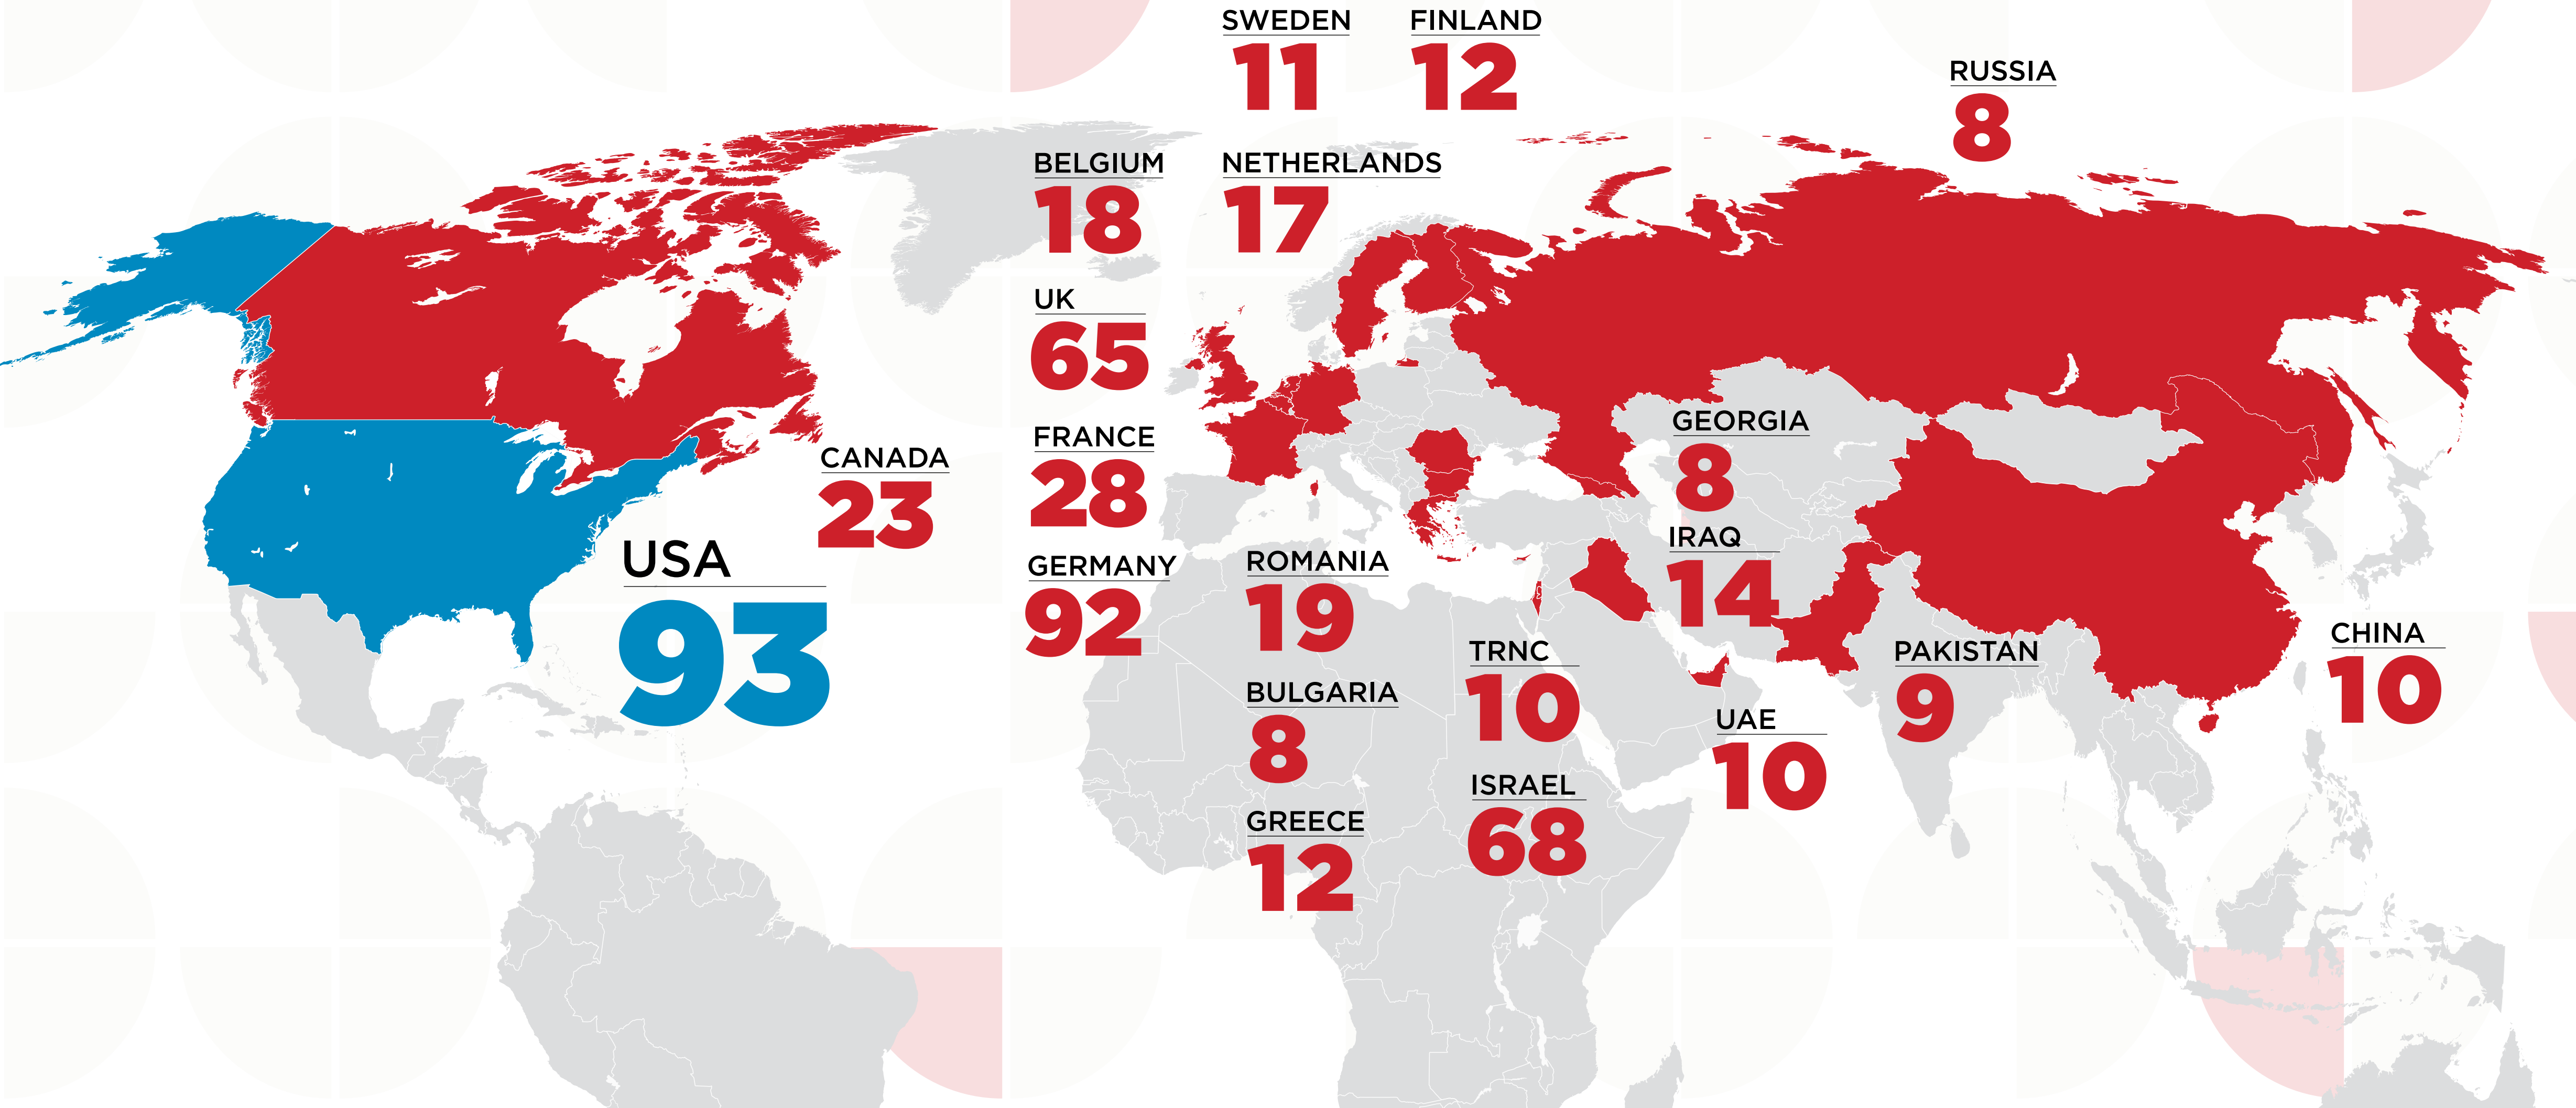 SWEDEN
11
FINLAND
12
RUSSIA
8
BELGIUM
18
NETHERLANDS
17
UK
65
FRANCE
28
GEORGIA
8
CANADA
23
IRAQ
14
USA
93
GERMANY
92
ROMANIA
19
TRNC
10
PAKISTAN
9
CHINA
10
BULGARIA
8
UAE
10
ISRAEL
68
GREECE
12